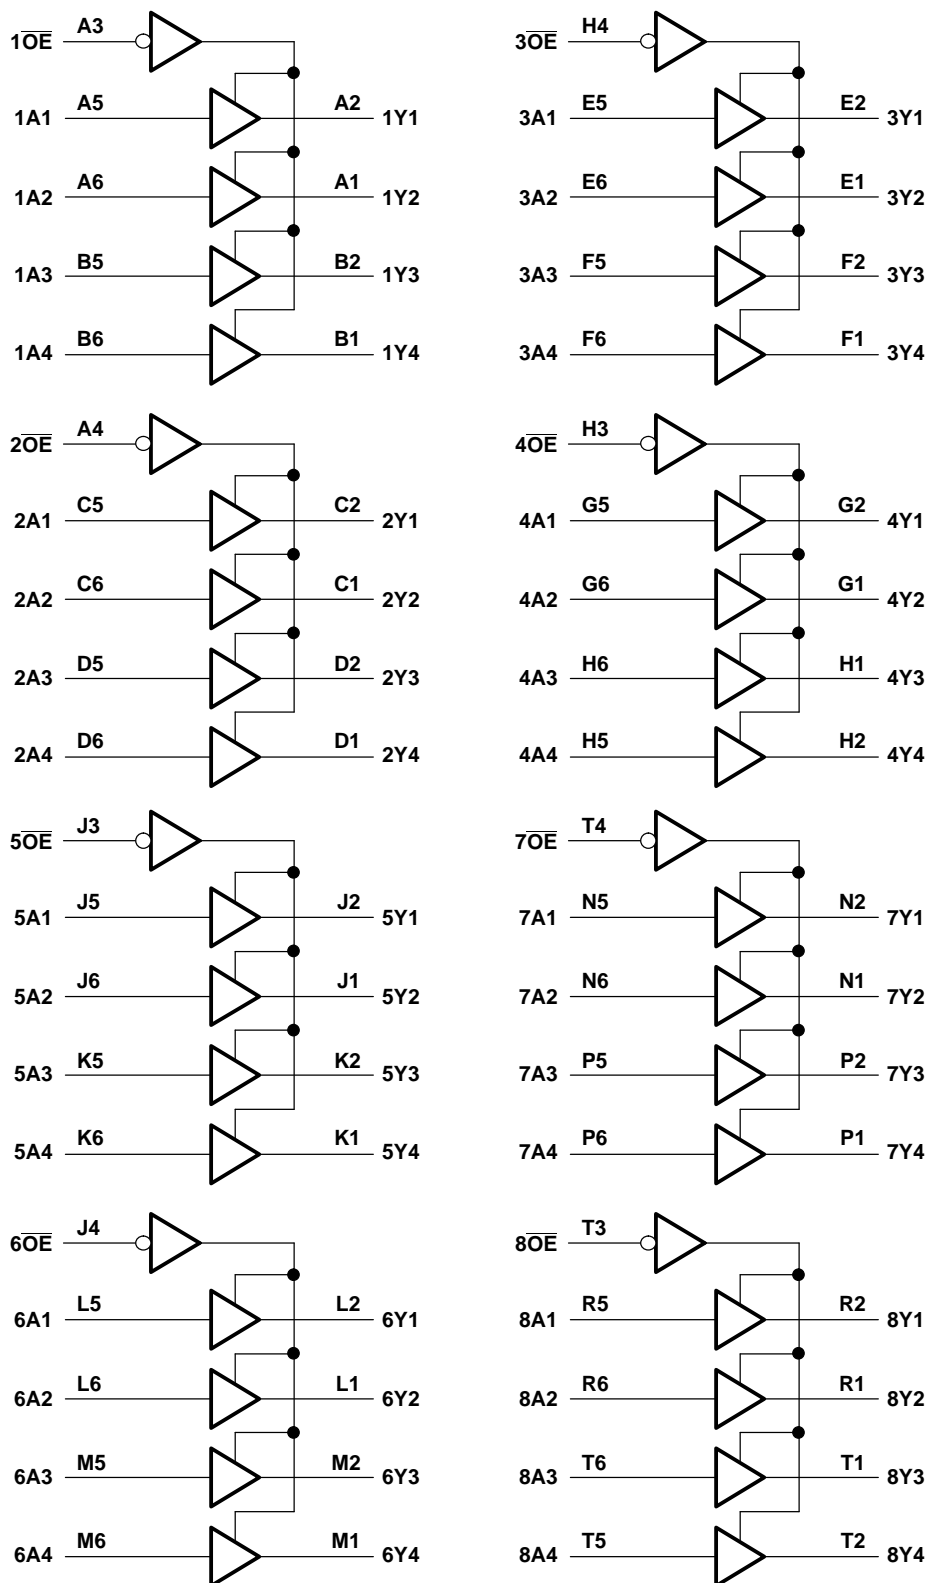 1OE A3
1A1 A5 A2 1Y1
1A2 A6 A1 1Y2
1A3 B5 B2 1Y3
1A4 B6 B1 1Y4
3OE H4
3A1 E5 E2 3Y1
3A2 E6 E1 3Y2
3A3 F5 F2 3Y3
3A4 F6 F1 3Y4
2OE A4
2A1 C5 C2 2Y1
2A2 C6 C1 2Y2
2A3 D5 D2 2Y3
2A4 D6 D1 2Y4
4OE H3
4A1 G5 G2 4Y1
4A2 G6 G1 4Y2
4A3 H6 H1 4Y3
4A4 H5 H2 4Y4
5OE J3
5A1 J5 J2 5Y1
5A2 J6 J1 5Y2
5A3 K5 K2 5Y3
5A4 K6 K1 5Y4
7OE T4
7A1 N5 N2 7Y1
7A2 N6 N1 7Y2
7A3 P5 P2 7Y3
7A4 P6 P1 7Y4
6OE J4
6A1 L5 L2 6Y1
6A2 L6 L1 6Y2
6A3 M5 M2 6Y3
6A4 M6 M1 6Y4
8OE T3
8A1 R5 R2 8Y1
8A2 R6 R1 8Y2
8A3 T6 T1 8Y3
8A4 T5 T2 8Y4